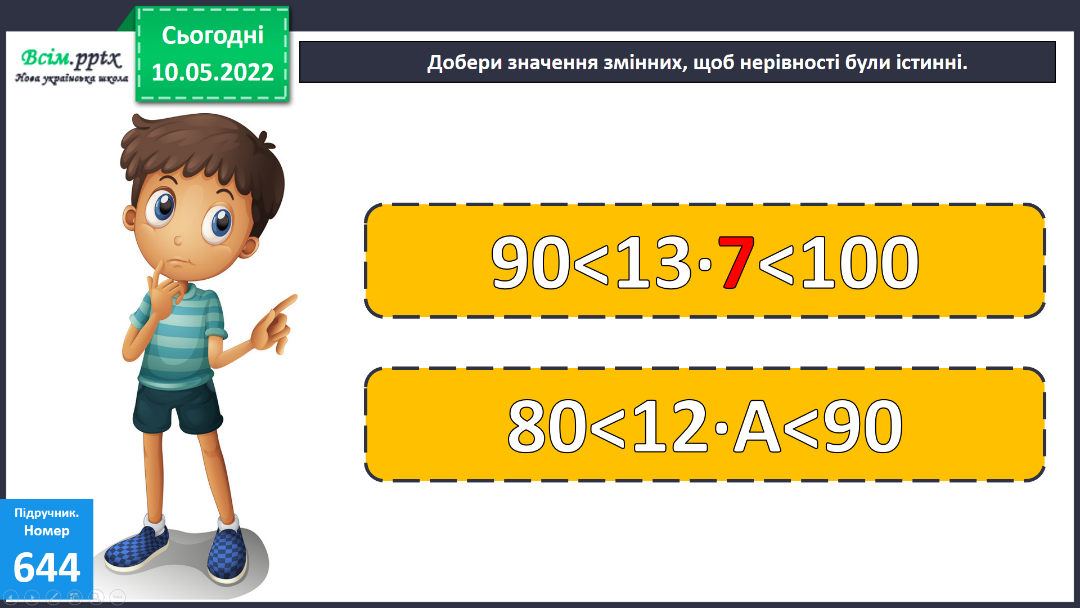 Всім.pptx
Нова українська школа
Сьогодні
10.05.2022
Добери значення змінних, щоб нерівності були істинні.
90<13·7<100
80<12·А<90
Підручник.
Номер
644